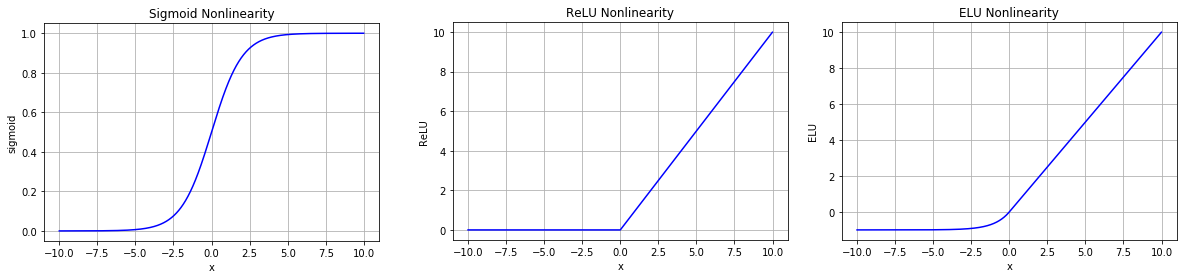 Sigmoid Nonlinearity
1.0
0.8
0.6
0.4
0.2
0.0
sigmoid
−10.0 −7.5 −5.0 −2.5 0.0 2.5 5.0 7.5 10.0
x
ReLU Nonlinearity
10
8
6
4
2
0
ReLU
−10.0 −7.5 −5.0 −2.5 0.0 2.5 5.0 7.5 10.0
x
ELU Nonlinearity
10
8
6
4
2
0
ELU
−10.0 −7.5 −5.0 −2.5 0.0 2.5 5.0 7.5 10.0
x